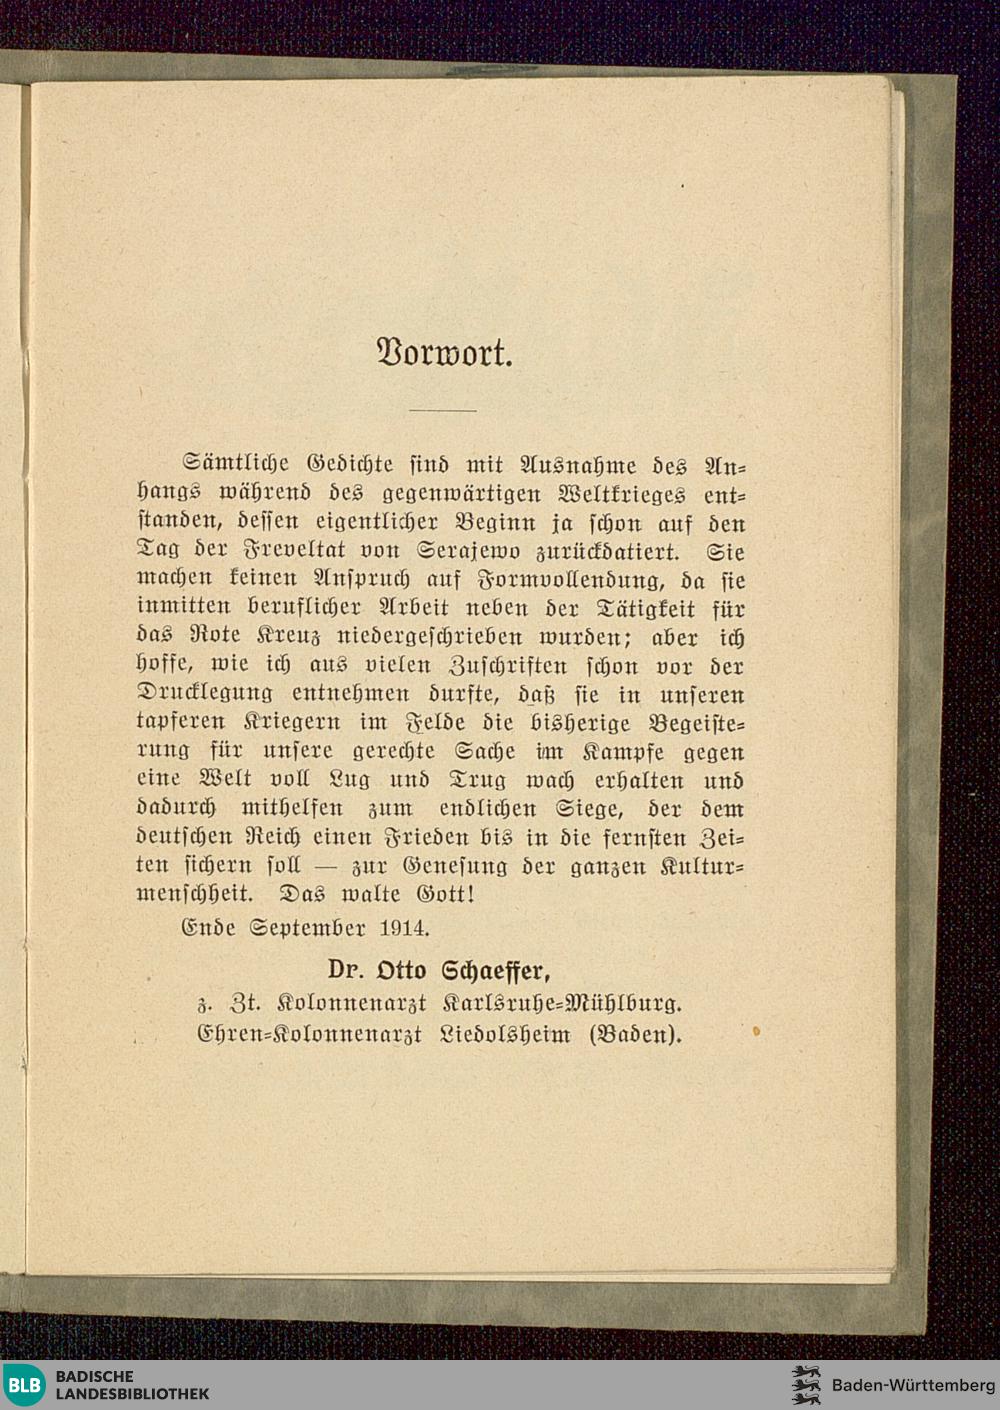 Vorwort.
Sämtliche Gedichte sind mit Ausnahme des An-
hangs während des gegenwärtigen Weltkrieges ent-
standen, dessen eigentlicher Beginn ja schon auf den
Tag der Freveltat von Serajewo zurückdatiert. Sie
machen keinen Anspruch auf Formvollendung, da sie
inmitten beruflicher Arbeit neben der Tätigkeit für
das Rote Kreuz niedergeschrieben wurden; aber ich
hoffe, wie ich aus vielen Zuschriften schon vor der
Drucklegung entnehmen durfte, daß sie in unseren
tapferen Kriegern im Felde die bisherige Begeiste-
rung für unsere gerechte Sache im Kampfe gegen
eine Welt voll Lug und Trug wach erhalten und
dadurch mithelfen zum endlichen Siege, der dem
deutschen Reich einen Frieden bis in die fernsten Zei-
ten sichern soll — zur Genesung der ganzen Kultur-
menschheit. Das walte Gott!
Ende September 1914.
Dr. Otto Schaeffer,
z. Zt. Kolonnenarzt Karlsruhe-Mühlburg.
Ehren-Kolonnenarzt Liedolsheim (Baden).
BLB BADISCHE
LANDESBIBLIOTHEK
Baden-Württemberg